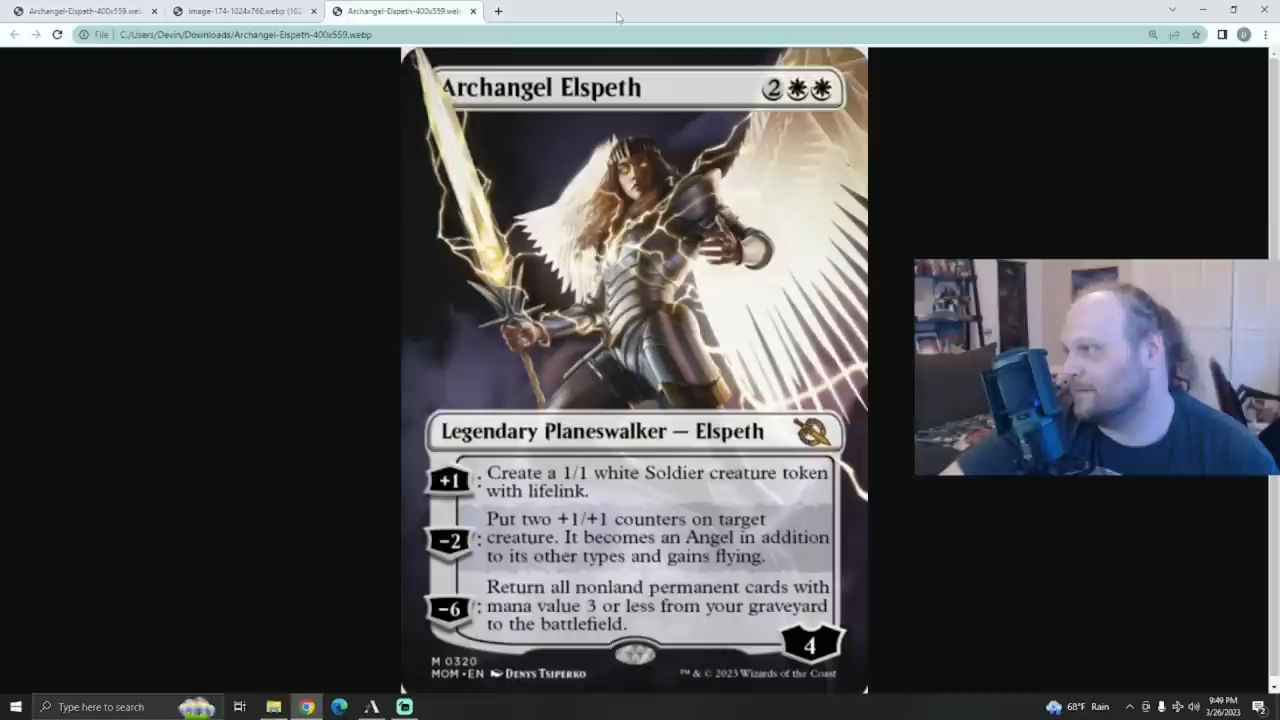 Archangel-Elspeth-400x559.web
image-174-1024x768.webp (102
Archangel-Elspeth-400x559.web
File
C:/Users/Devin/Downloads/Archangel-Elspeth-400x559.webp
D
Archangel Elspeth
2
Legendary Planeswalker — Elspeth
+1 : Create a 1/1 white Soldier creature token
with lifelink.
Put two +1/+1 counters on target
−2 : creature. It becomes an Angel in addition
to its other types and gains flying.
Return all nonland permanent cards with
−6 : mana value 3 or less from your graveyard
to the battlefield.
4
M 0320
MOM • EN Denys Tsiperko
™ & © 2023 Wizards of the Coast
Type here to search
68°F Rain
9:49 PM
3/26/2023
2